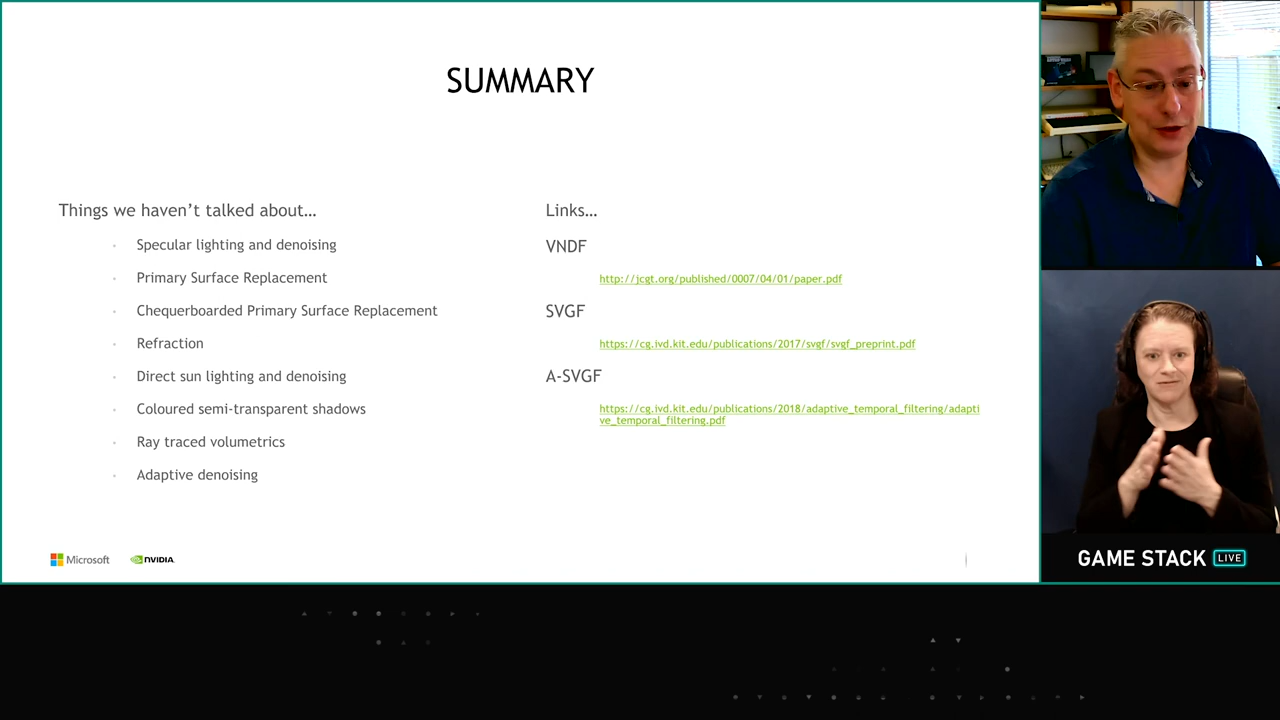 SUMMARY
Things we haven't talked about…
Specular lighting and denoising
Primary Surface Replacement
Chequerboarded Primary Surface Replacement
Refraction
Direct sun lighting and denoising
Coloured semi-transparent shadows
Ray traced volumetrics
Adaptive denoising
Links…
VNDF
http://jcgt.org/published/0007/04/01/paper.pdf
SVGF
https://cg.ivd.kit.edu/publications/2017/svgf/svgf_preprint.pdf
A-SVGF
https://cg.ivd.kit.edu/publications/2018/adaptive_temporal_filtering/adapti
ve_temporal_filtering.pdf
Microsoft
NVIDIA
GAME STACK LIVE